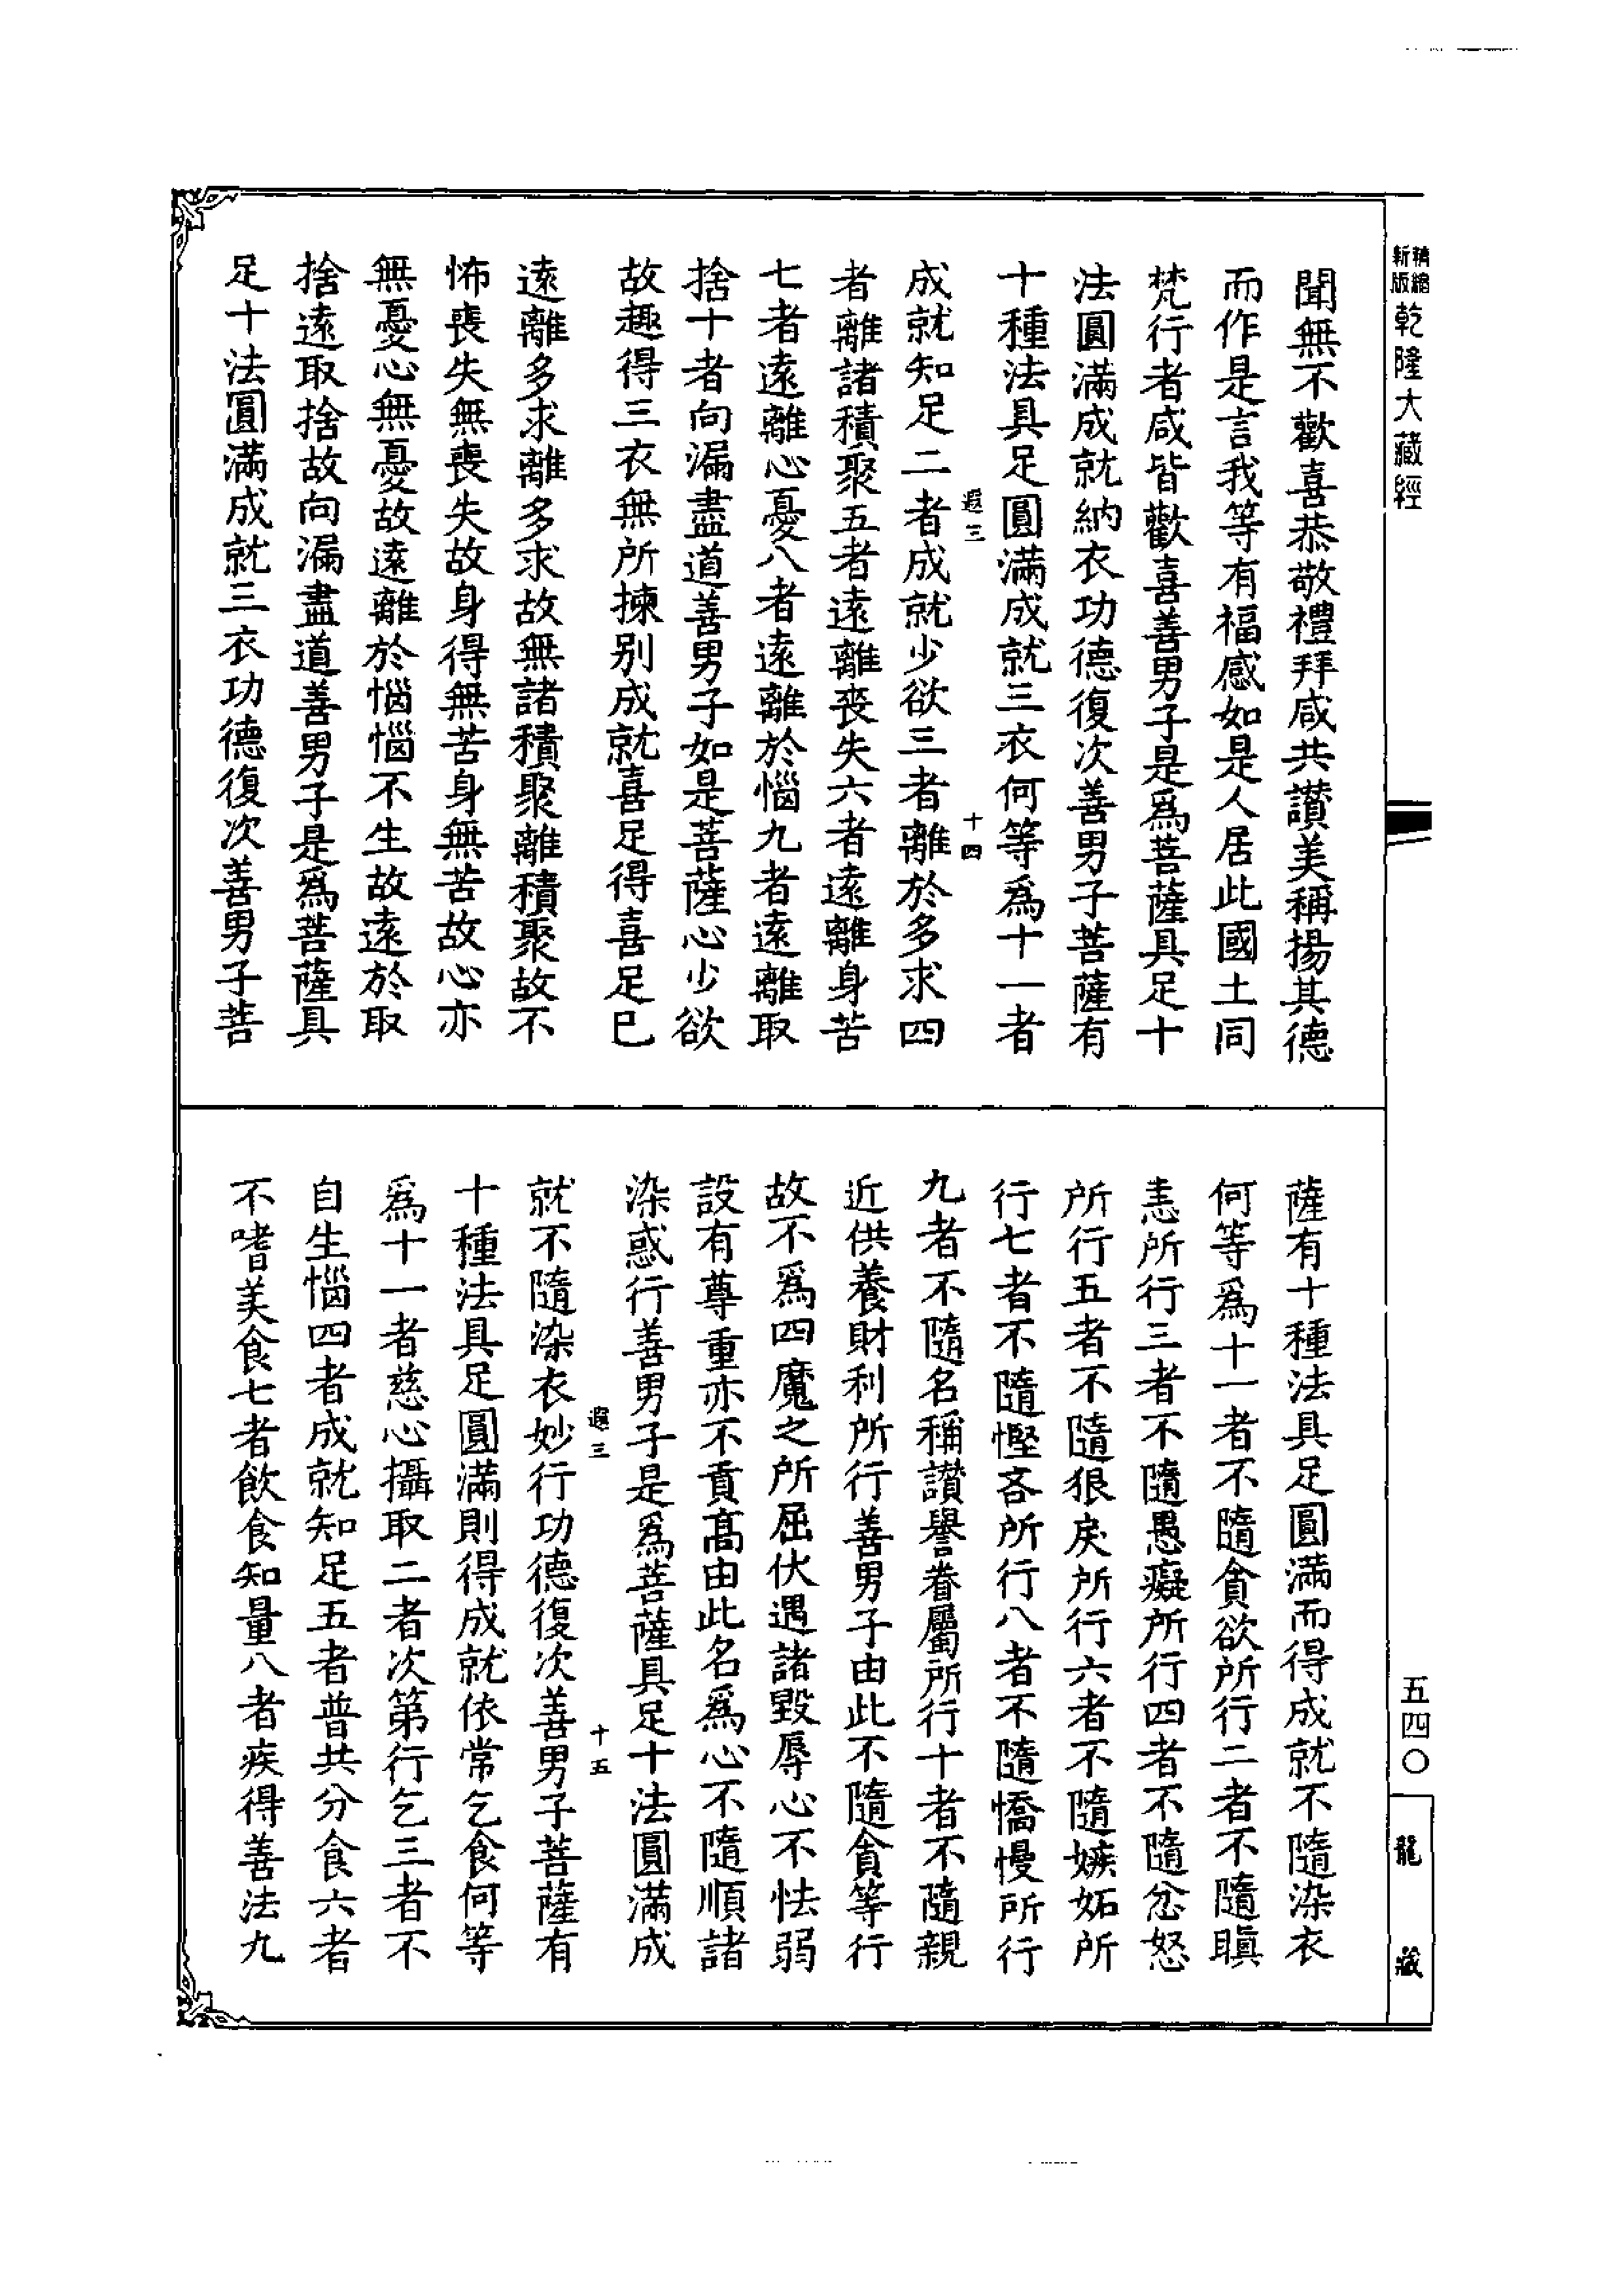 精縮
新版
乾隆大藏經
聞無不歡喜恭敬禮拜咸共讚美稱揚其德
而作是言我等有福感如是人居此國土同
梵行者咸皆歡喜善男子是爲菩薩具足十
法圓滿成就納衣功德復次善男子菩薩有
十種法具足圓滿成就三衣何等爲十一者
遐三
十四
成就知足二者成就少欲三者離於多求四
者離諸積聚五者遠離喪失六者遠離身苦
七者遠離心憂八者遠離於惱九者遠離取
捨十者向漏盡道善男子如是菩薩心少欲
故趣得三衣無所揀别成就喜足得喜足已
遠離多求離多求故無諸積聚離積聚故不
怖喪失無喪失故身得無苦身無苦故心亦
無憂心無憂故遠離於惱惱不生故遠於取
捨遠取捨故向漏盡道善男子是爲菩薩具
足十法圓滿成就三衣功德復次善男子菩
薩有十種法具足圓滿而得成就不隨染衣
何等爲十一者不隨貪欲所行二者不隨瞋
恚所行三者不隨愚癡所行四者不隨忿怒
所行五者不隨狠戾所行六者不隨嫉妬所
行七者不隨慳吝所行八者不隨憍慢所行
九者不隨名稱讚譽眷屬所行十者不隨親
近供養財利所行善男子由此不隨貪等行
故不爲四魔之所屈伏遇諸毀辱心不怯弱
設有尊重亦不貢髙由此名爲心不隨順諸
染惑行善男子是爲菩薩具足十法圓滿成
遐三
十五
就不隨染衣妙行功德復次善男子菩薩有
十種法具足圓滿則得成就依常乞食何等
爲十一者慈心攝取二者次第行乞三者不
自生惱四者成就知足五者普共分食六者
不嗜美食七者飲食知量八者疾得善法九
五四〇
龍藏